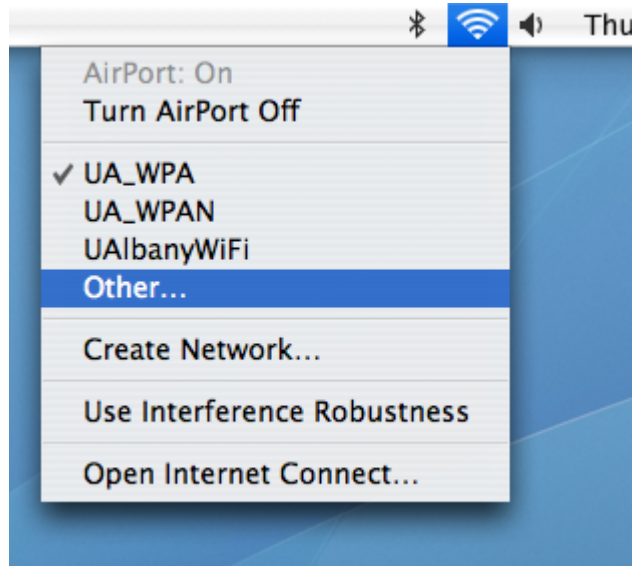 Thu
AirPort: On
Turn AirPort Off
✓ UA_WPA
UA_WPAN
UAlbanyWiFi
Other...
Create Network...
Use Interference Robustness
Open Internet Connect...